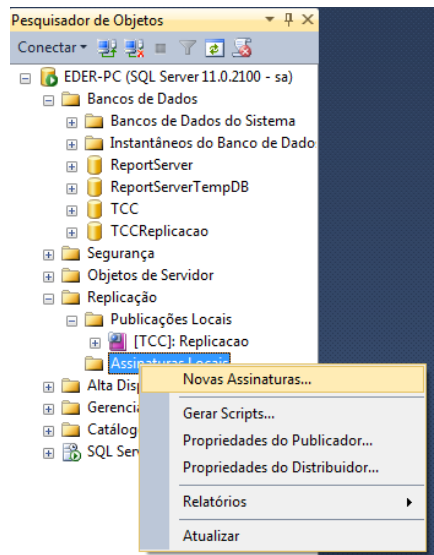 Pesquisador de Objetos
Conectar
EDER-PC (SQL Server 11.0.2100 - sa)
Bancos de Dados
Bancos de Dados do Sistema
Instantâneos do Banco de Dado
ReportServer
ReportServerTempDB
TCC
TCCReplicacao
Segurança
Objetos de Servidor
Replicação
Publicações Locais
[TCC]: Replicacao
Assinaturas Locais
Novas Assinaturas...
Alta Disp
Gerencia
Gerar Scripts...
Catálog
Propriedades do Publicador...
SQL Ser
Propriedades do Distribuidor...
Relatórios
Atualizar